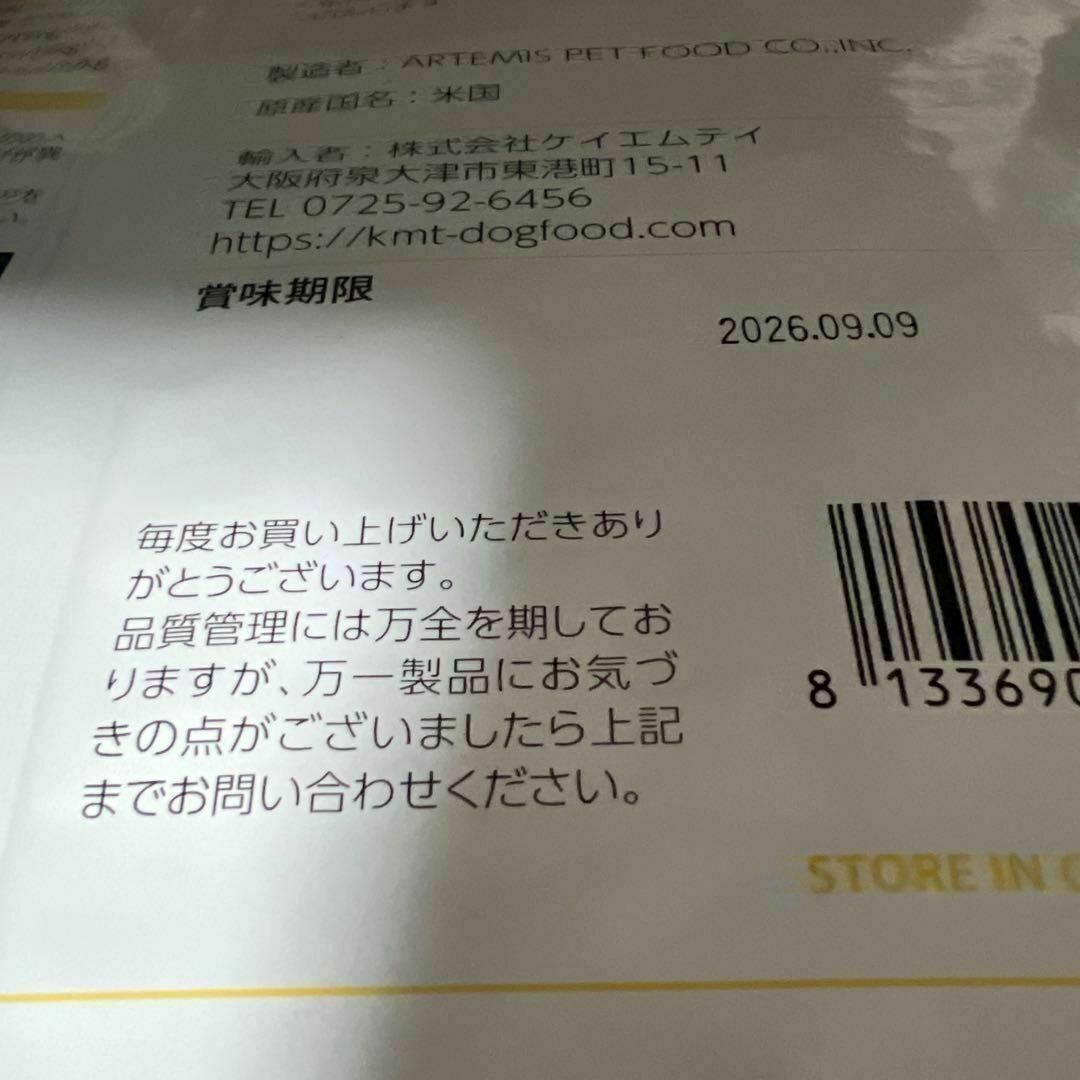 製造者：ARTEMIS PET FOOD CO.,INC.
原産国名：米国
輸入者：株式会社ケイエムテイ
大阪府泉大津市東港町15-11
TEL 0725-92-6456
https://kmt-dogfood.com
賞味期限
2026.09.09
毎度お買い上げいただきあり
がとうございます。
品質管理には万全を期してお
りますが、万一製品にお気づ
きの点がございましたら上記
までお問い合わせください。
8 133690
STORE IN